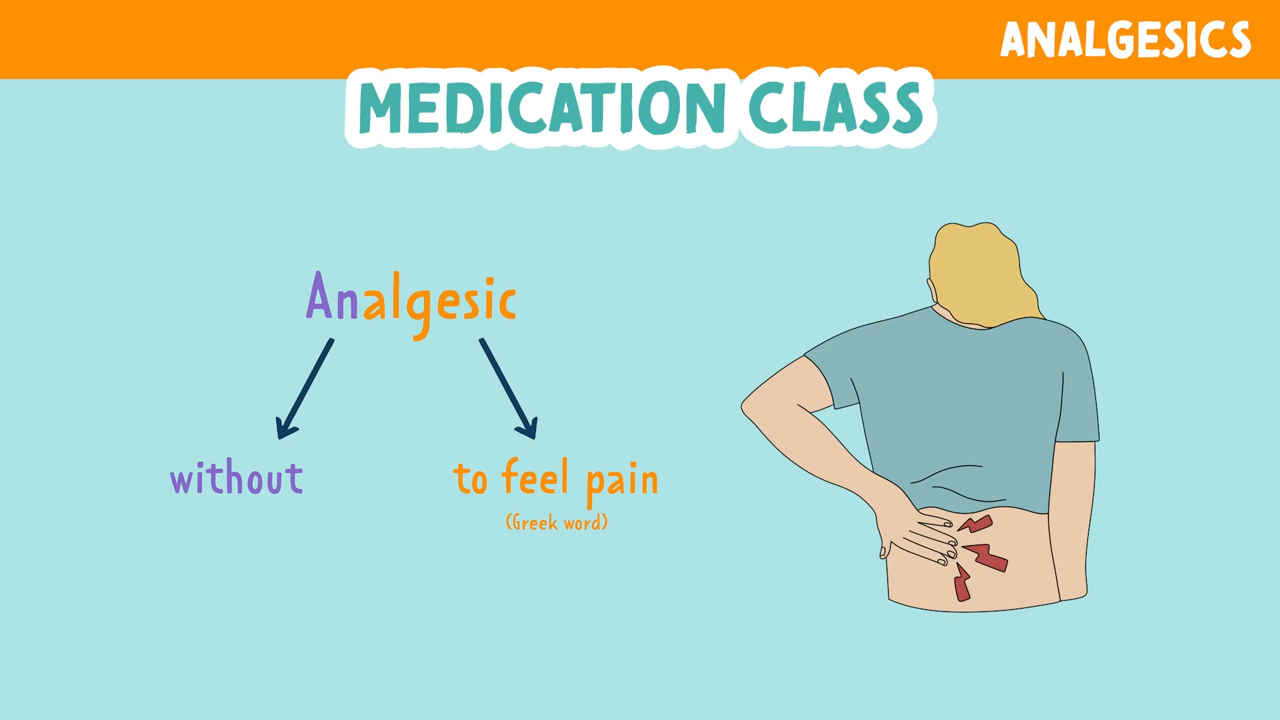 ANALGESICS
MEDICATION CLASS
Analgesic
without
to feel pain
(Greek word)